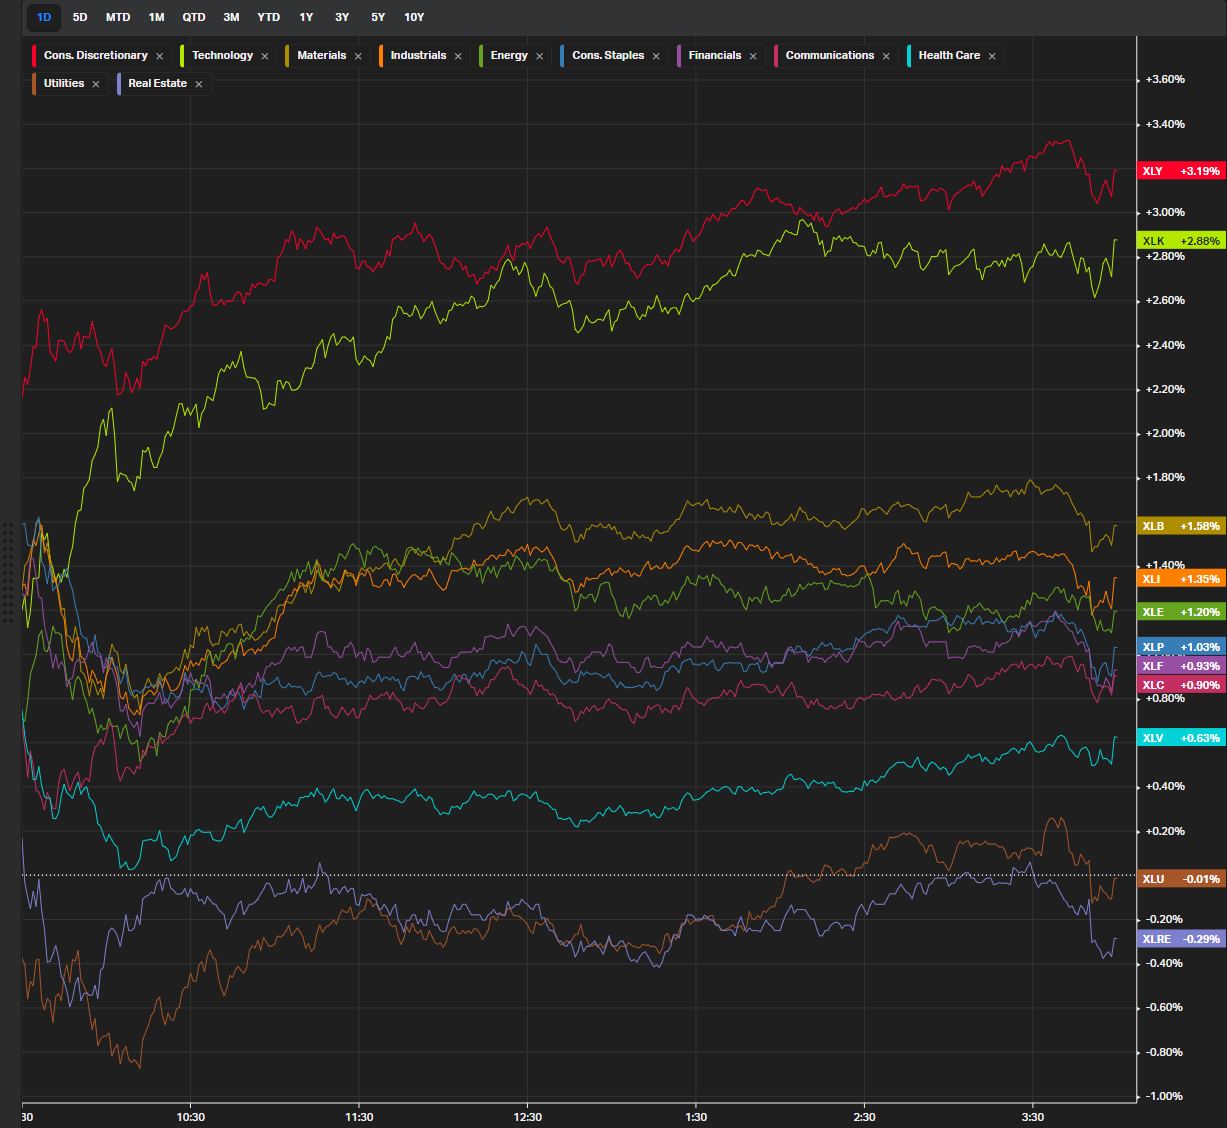 1D 5D MTD 1M QTD 3M YTD 1Y 3Y 5Y 10Y
Cons. Discretionary × Technology × Materials × Industrials × Energy × Cons. Staples × Financials × Communications × Health Care ×
Utilities × Real Estate ×
+3.60%
+3.40%
XLY +3.19%
+3.00%
XLK +2.88%
+2.80%
+2.60%
+2.40%
+2.20%
+2.00%
+1.80%
XLB +1.58%
+1.40%
XLI +1.35%
XLE +1.20%
XLP +1.03%
XLF +0.93%
XLC +0.90%
+0.80%
XLV +0.63%
+0.40%
+0.20%
XLU -0.01%
-0.20%
XLRE -0.29%
-0.40%
-0.60%
-0.80%
-1.00%
30 10:30 11:30 12:30 1:30 2:30 3:30